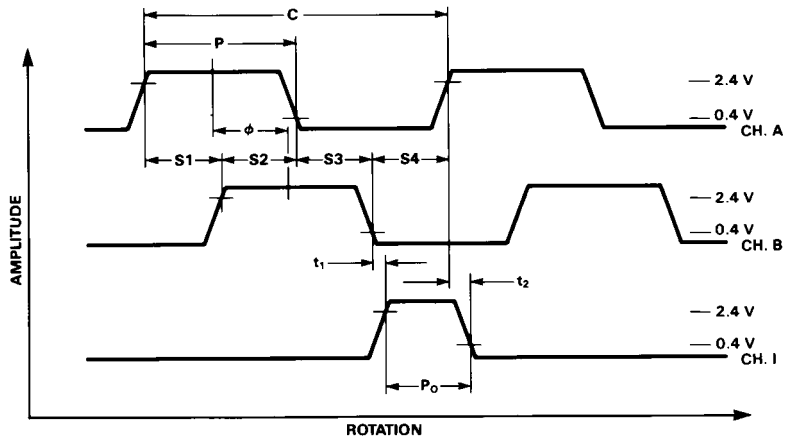 C
P
2.4 V
0.4 V
CH. A
ϕ
S1 S2 S3 S4
2.4 V
0.4 V
CH. B
t₁
t₂
2.4 V
0.4 V
CH. I
P₀
AMPLITUDE
ROTATION